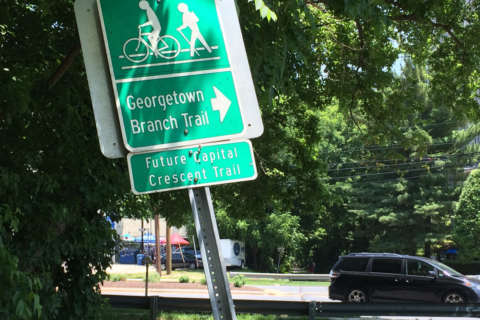 Georgetown
Branch Trail
Future Capital
Crescent Trail